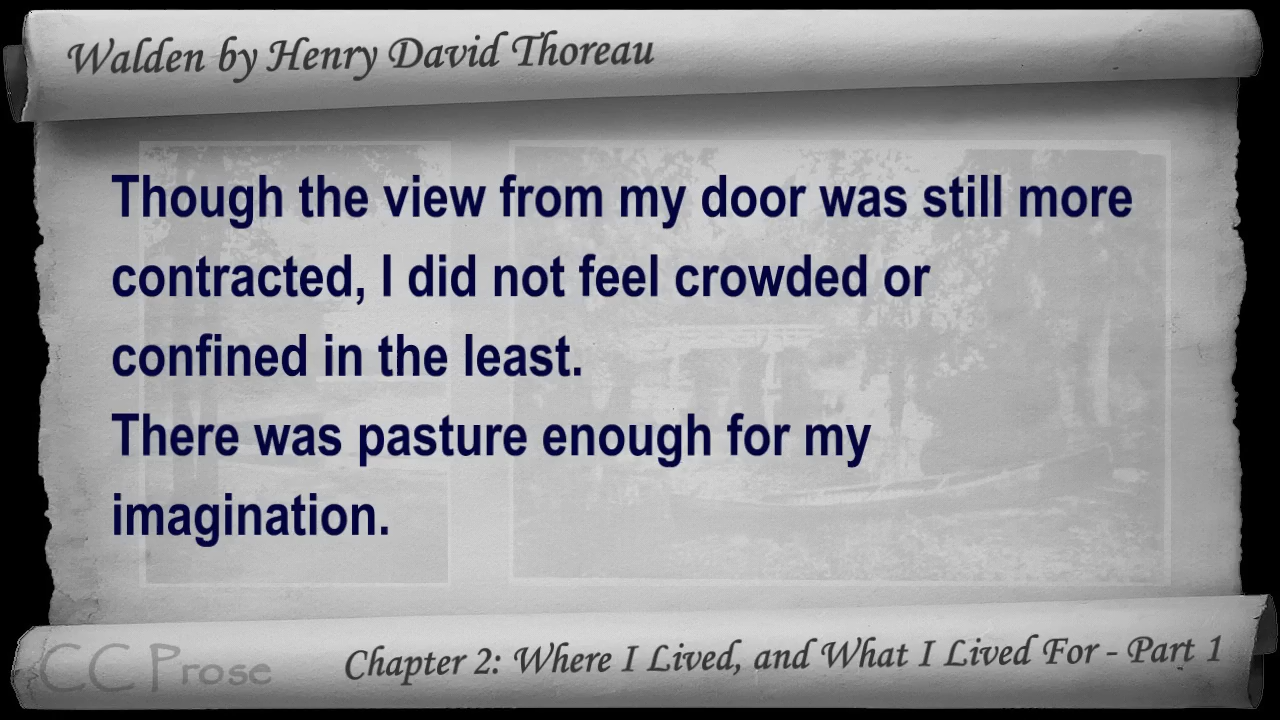 Walden by Henry David Thoreau
Though the view from my door was still more
contracted, I did not feel crowded or
confined in the least.
There was pasture enough for my
imagination.
CC Prose
Chapter 2: Where I Lived, and What I Lived For - Part 1